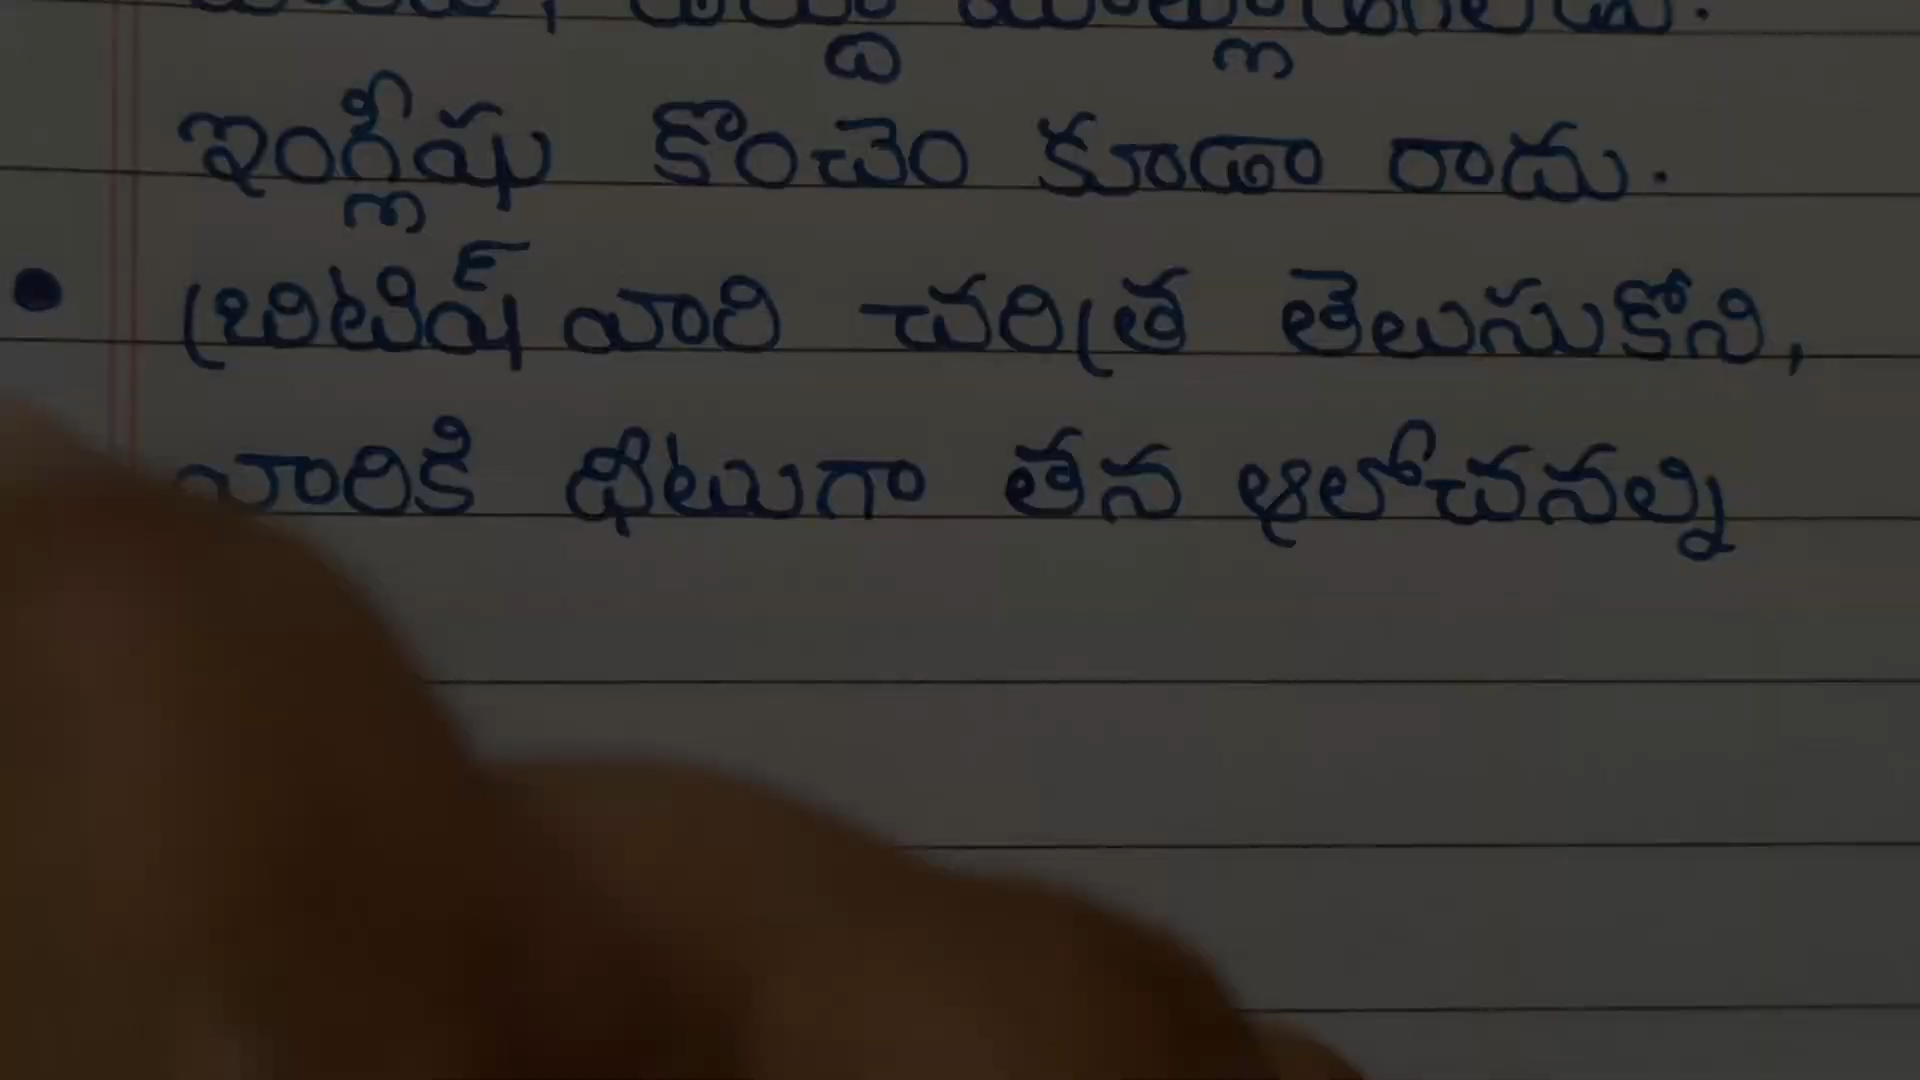 ఇంగ్లీషు కొంచెం కూడా రాదు.
• బ్రిటిష్ వారి చరిత్ర తెలుసుకోని,
వారికి ధీటుగా తన ఆలోచనల్ని